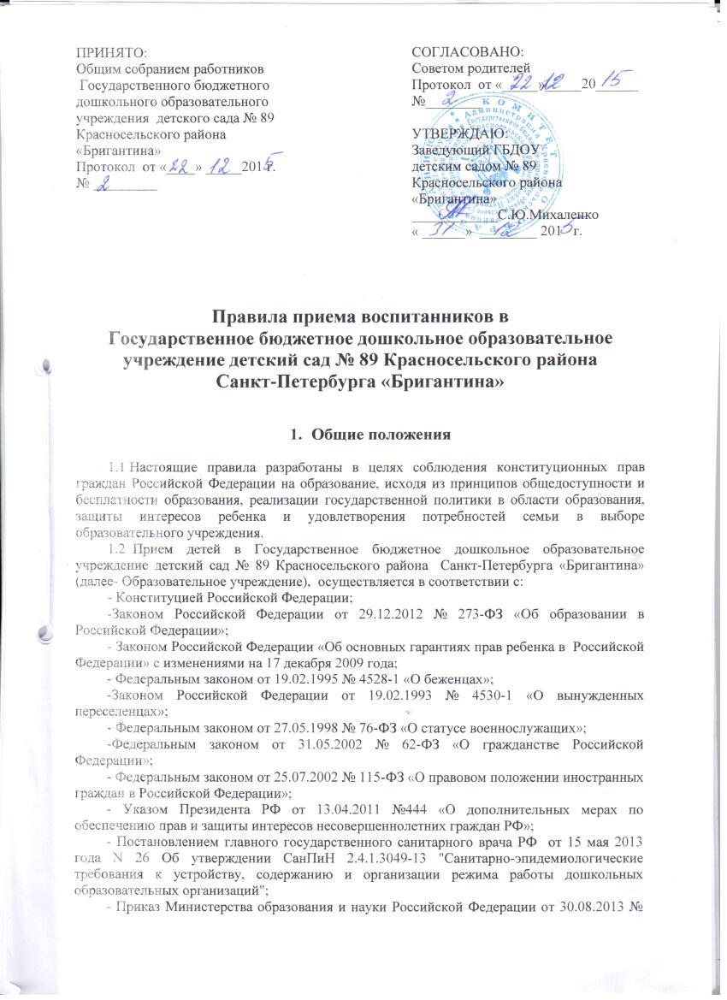 ПРИНЯТО:
Общим собранием работников
Государственного бюджетного
дошкольного образовательного
учреждения детского сада № 89
Красносельского района
«Бригантина»
Протокол от «22» 12 2015г.
№ 2
СОГЛАСОВАНО:
Советом родителей
Протокол от «22»12 20 15
№ 2
УТВЕРЖДАЮ:
Заведующий ГБДОУ
детским садом № 89
Красносельского района
«Бригантина»
С.Ю.Михаленко
« 31 » 12 2015 г.
Правила приема воспитанников в
Государственное бюджетное дошкольное образовательное
учреждение детский сад № 89 Красносельского района
Санкт-Петербурга «Бригантина»
1. Общие положения
1.1 Настоящие правила разработаны в целях соблюдения конституционных прав
граждан Российской Федерации на образование, исходя из принципов общедоступности и
бесплатности образования, реализации государственной политики в области образования,
защиты интересов ребенка и удовлетворения потребностей семьи в выборе
образовательного учреждения.
1.2 Прием детей в Государственное бюджетное дошкольное образовательное
учреждение детский сад № 89 Красносельского района Санкт-Петербурга «Бригантина»
(далее- Образовательное учреждение), осуществляется в соответствии с:
- Конституцией Российской Федерации;
-Законом Российской Федерации от 29.12.2012 № 273-ФЗ «Об образовании в
Российской Федерации»;
- Законом Российской Федерации «Об основных гарантиях прав ребенка в Российской
Федерации» с изменениями на 17 декабря 2009 года;
- Федеральным законом от 19.02.1995 № 4528-1 «О беженцах»;
-Законом Российской Федерации от 19.02.1993 № 4530-1 «О вынужденных
переселенцах»;
- Федеральным законом от 27.05.1998 № 76-ФЗ «О статусе военнослужащих»;
-Федеральным законом от 31.05.2002 № 62-ФЗ «О гражданстве Российской
Федерации»;
- Федеральным законом от 25.07.2002 № 115-ФЗ «О правовом положении иностранных
граждан в Российской Федерации»;
- Указом Президента РФ от 13.04.2011 №444 «О дополнительных мерах по
обеспечению прав и защиты интересов несовершеннолетних граждан РФ»;
- Постановлением главного государственного санитарного врача РФ от 15 мая 2013
года N 26 Об утверждении СанПиН 2.4.1.3049-13 "Санитарно-эпидемиологические
требования к устройству, содержанию и организации режима работы дошкольных
образовательных организаций";
- Приказ Министерства образования и науки Российской Федерации от 30.08.2013 №